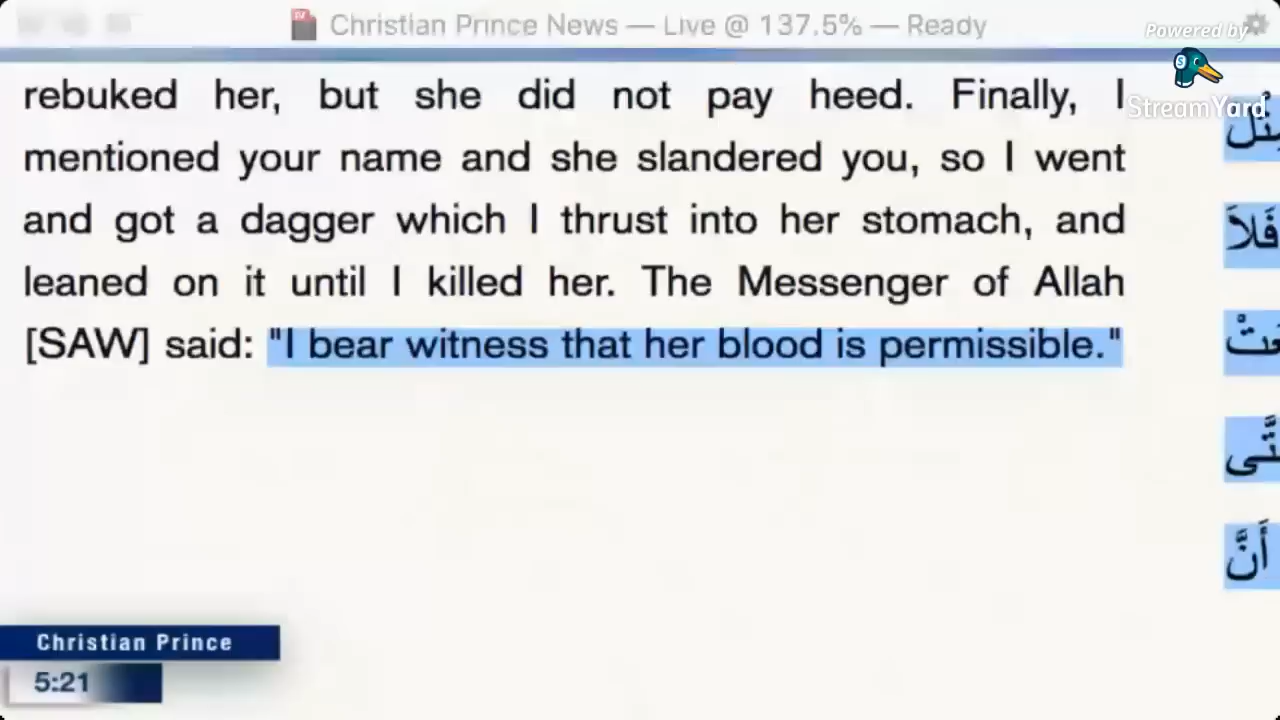 Christian Prince News — Live @ 137.5% — Ready
Powered by
StreamYard
rebuked her, but she did not pay heed. Finally, I
mentioned your name and she slandered you, so I went
and got a dagger which I thrust into her stomach, and
leaned on it until I killed her. The Messenger of Allah
[SAW] said: "I bear witness that her blood is permissible."
فَلاَ
أَنَّ
Christian Prince
5:21